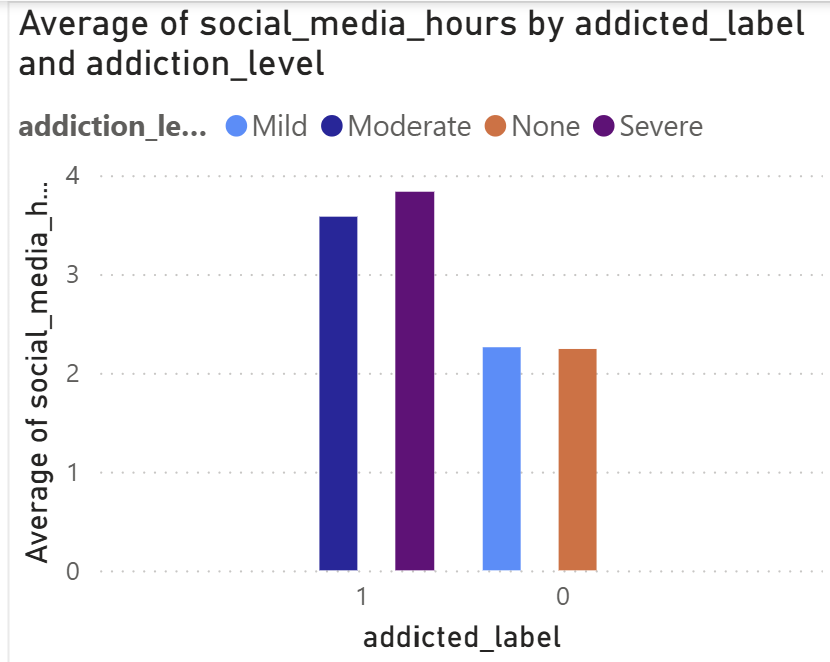 Average of social_media_hours by addicted_label
and addiction_level
addiction_le... Mild Moderate None Severe
Average of social_media_h...
4
3
2
1
0
1 0
addicted_label